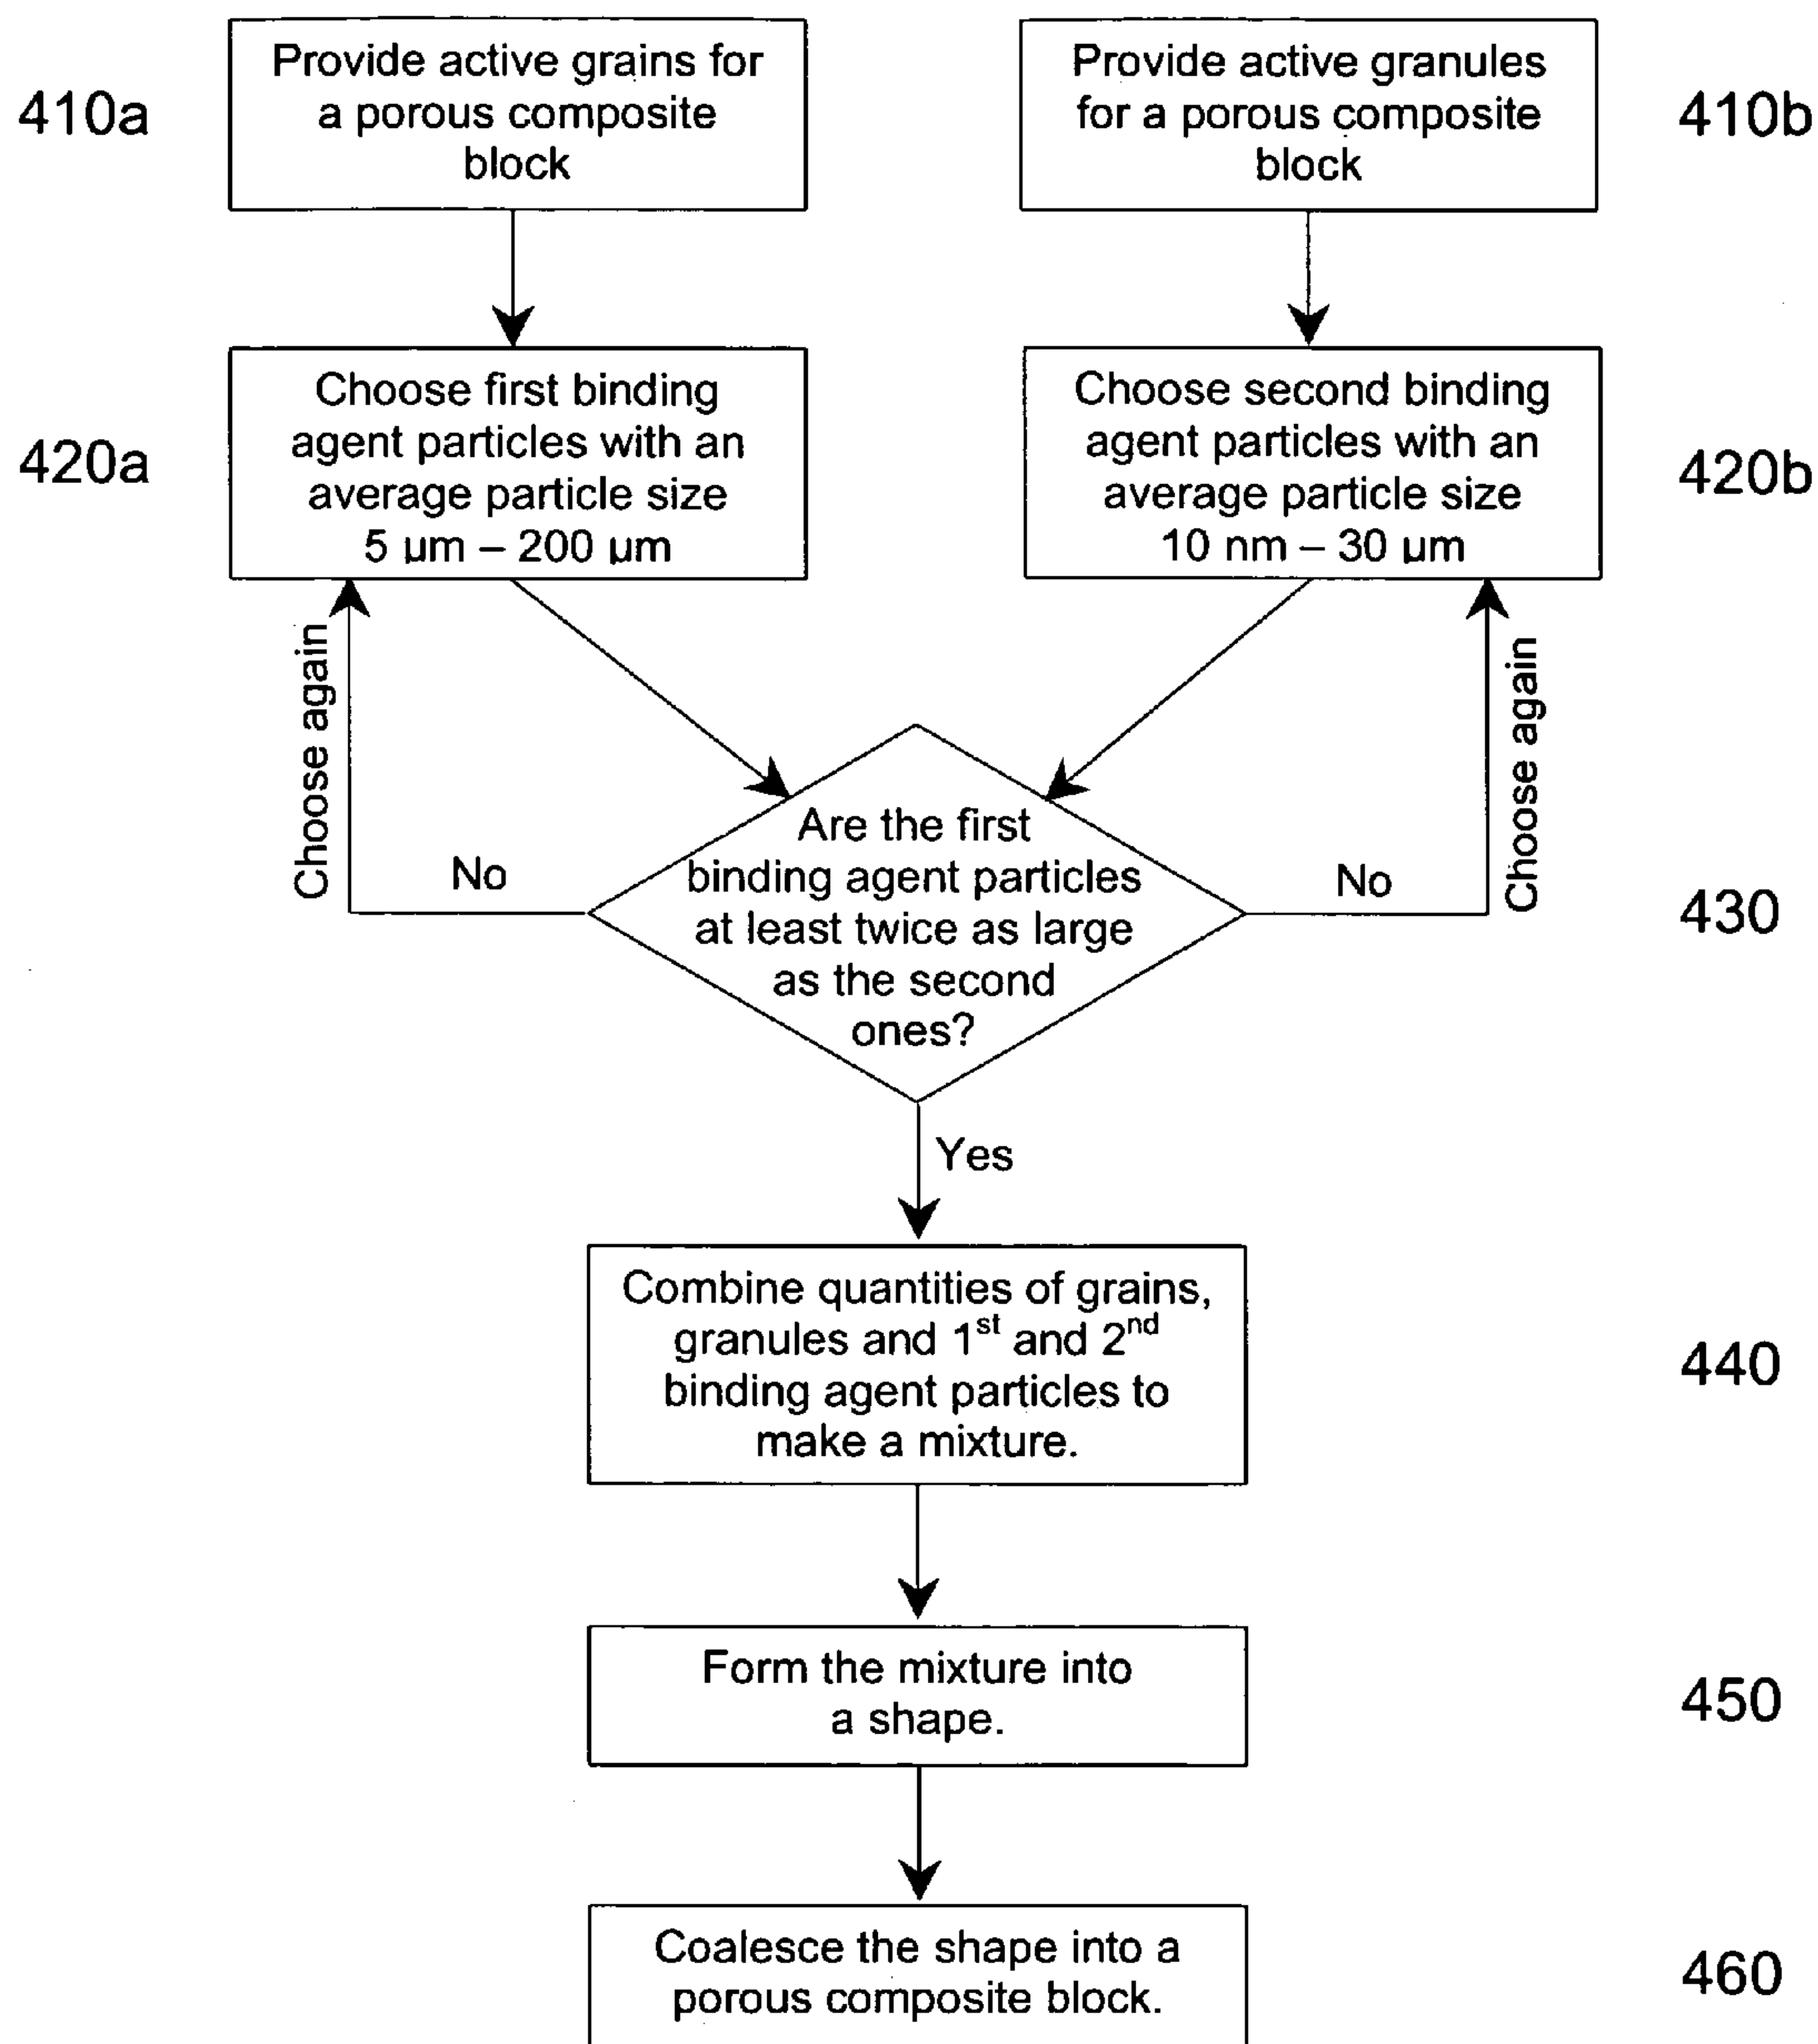 410a
Provide active grains for
a porous composite
block
Provide active granules
for a porous composite
block
410b
420a
Choose first binding
agent particles with an
average particle size
5 µm – 200 µm
Choose second binding
agent particles with an
average particle size
10 nm – 30 µm
420b
Choose again
No
Are the first
binding agent particles
at least twice as large
as the second
ones?
No
Choose again
430
Yes
Combine quantities of grains,
granules and 1st and 2nd
binding agent particles to
make a mixture.
440
Form the mixture into
a shape.
450
Coalesce the shape into a
porous composite block.
460